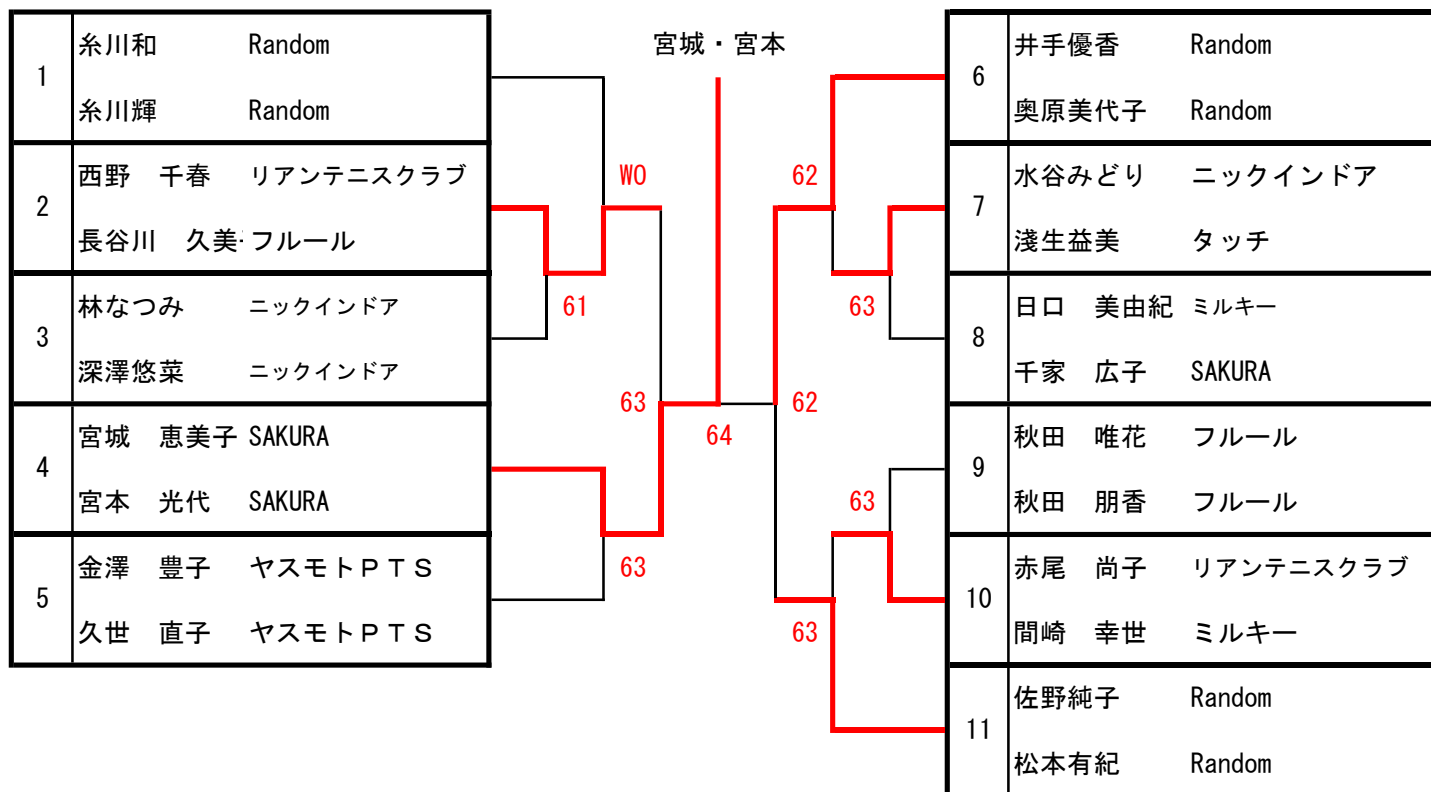 宮城・宮本
1
糸川和 Random
糸川輝 Random
2
西野 千春 リアンテニスクラブ
長谷川 久美 フルール
3
林なつみ ニックインドア
深澤悠菜 ニックインドア
4
宮城 恵美子 SAKURA
宮本 光代 SAKURA
5
金澤 豊子 ヤスモトPTS
久世 直子 ヤスモトPTS
WO
61
63
63
64
62
63
62
63
63
6
井手優香 Random
奥原美代子 Random
7
水谷みどり ニックインドア
淺生益美 タッチ
8
日口 美由紀 ミルキー
千家 広子 SAKURA
9
秋田 唯花 フルール
秋田 朋香 フルール
10
赤尾 尚子 リアンテニスクラブ
間崎 幸世 ミルキー
11
佐野純子 Random
松本有紀 Random